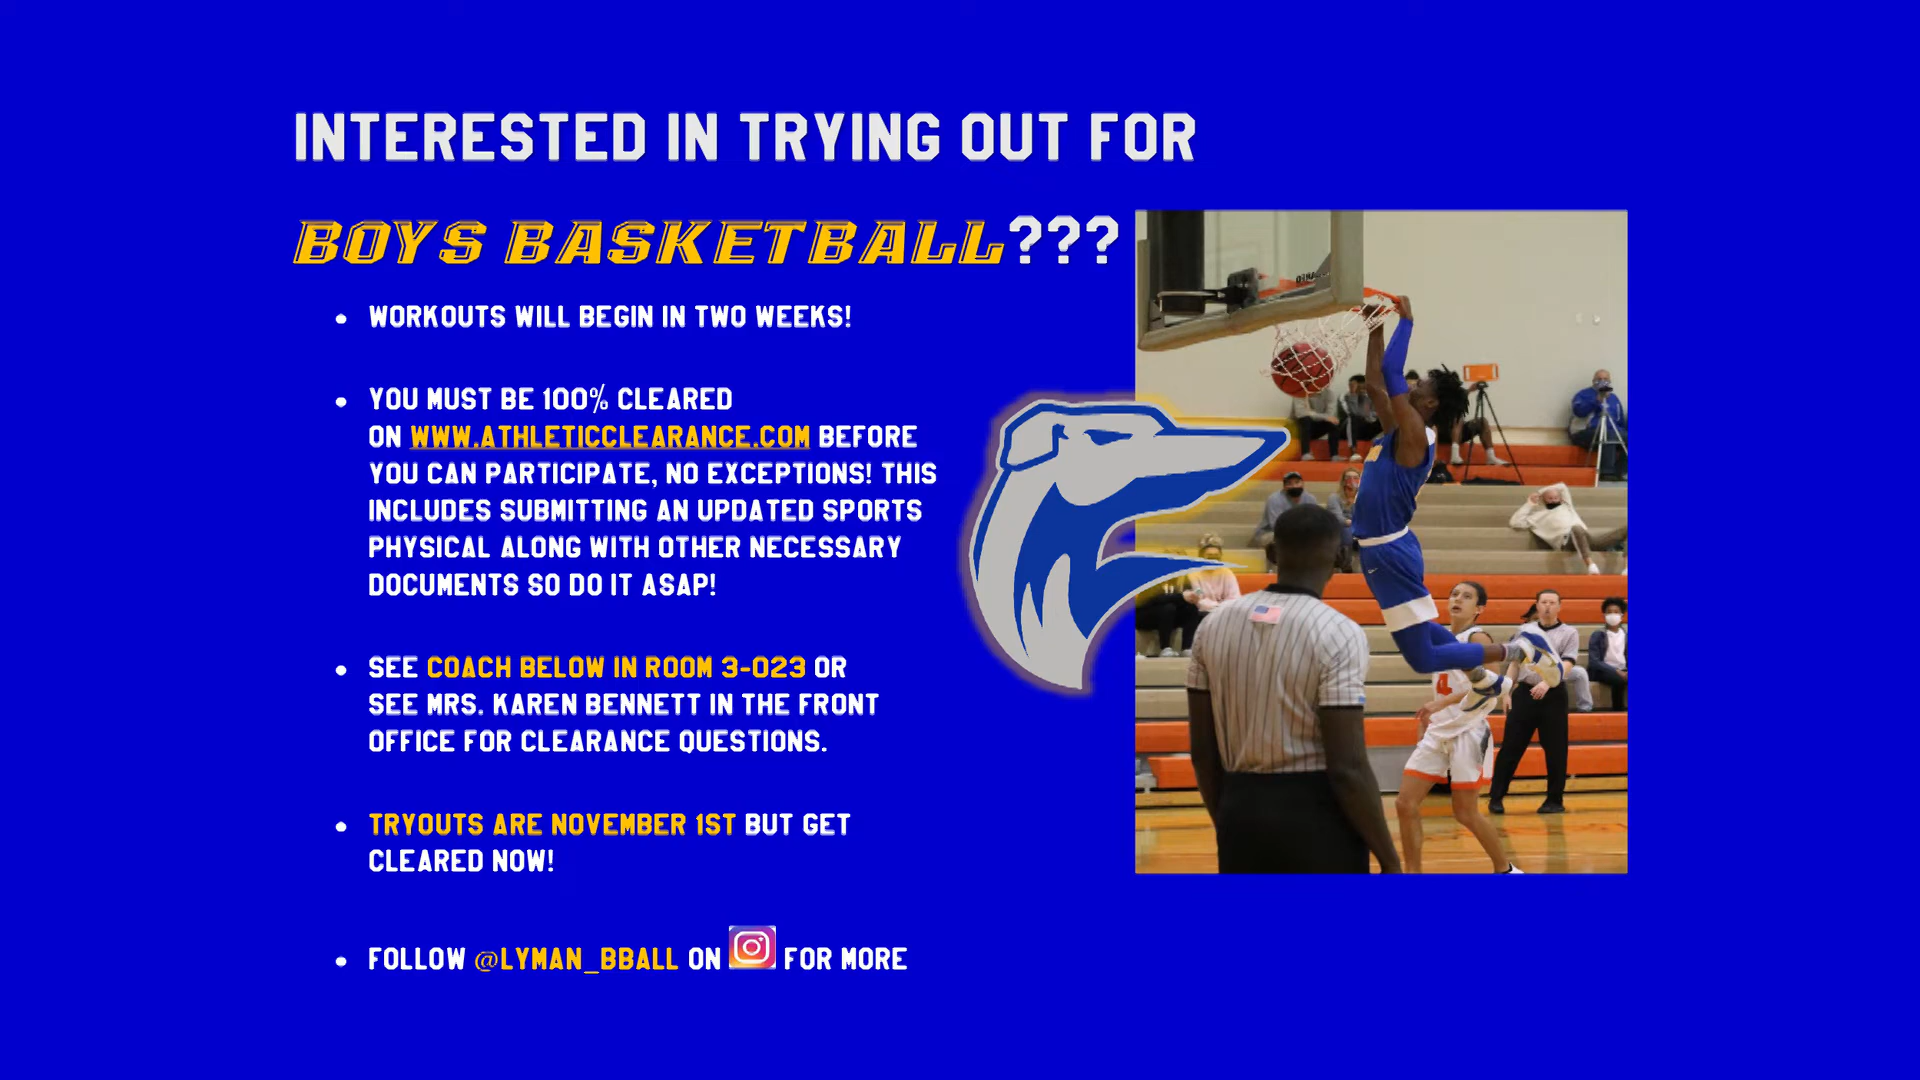 INTERESTED IN TRYING OUT FOR
BOYS BASKETBALL???
• WORKOUTS WILL BEGIN IN TWO WEEKS!
• YOU MUST BE 100% CLEARED
ON WWW.ATHLETICCLEARANCE.COM BEFORE
YOU CAN PARTICIPATE, NO EXCEPTIONS! THIS
INCLUDES SUBMITTING AN UPDATED SPORTS
PHYSICAL ALONG WITH OTHER NECESSARY
DOCUMENTS SO DO IT ASAP!
• SEE COACH BELOW IN ROOM 3-023 OR
SEE MRS. KAREN BENNETT IN THE FRONT
OFFICE FOR CLEARANCE QUESTIONS.
• TRYOUTS ARE NOVEMBER 1ST BUT GET
CLEARED NOW!
• FOLLOW @LYMAN_BBALL ON FOR MORE